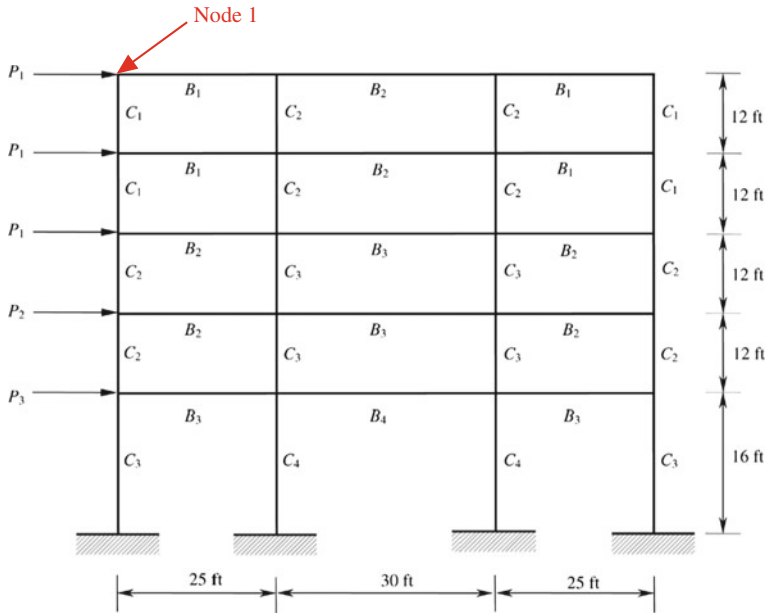 Node 1
P₁
B₁ B₂ B₁
C₁ C₂ C₂ C₁ 12 ft
P₁
B₁ B₂ B₁
C₁ C₂ C₂ C₁ 12 ft
P₁
B₂ B₃ B₂
C₂ C₃ C₃ C₂ 12 ft
P₂
B₂ B₃ B₂
C₂ C₃ C₃ C₂ 12 ft
P₃
B₃ B₄ B₃
C₃ C₄ C₄ C₃ 16 ft
25 ft 30 ft 25 ft